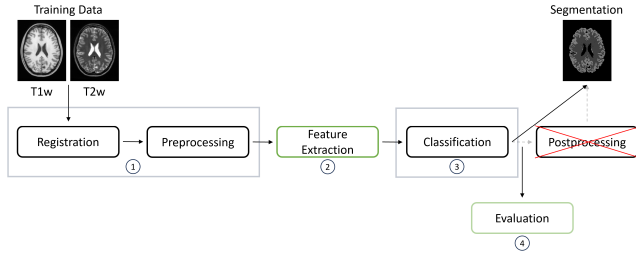 Training Data
Segmentation
T1w
T2w
Registration
Preprocessing
Feature
Extraction
Classification
Postprocessing
1
2
3
Evaluation
4